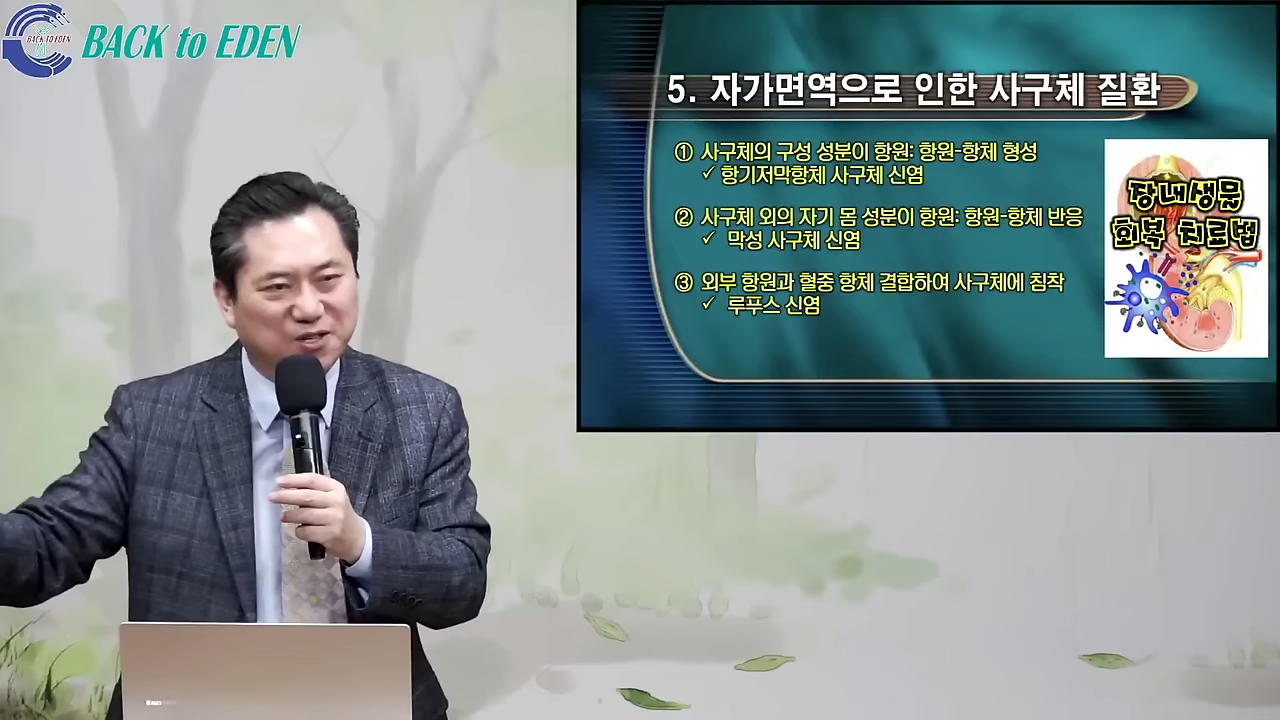 BACK TO EDEN
BACK to EDEN
5. 자가면역으로 인한 사구체 질환
① 사구체의 구성 성분이 항원: 항원-항체 형성
✓ 항기저막항체 사구체 신염
② 사구체 외의 자기 몸 성분이 항원: 항원-항체 반응
✓ 막성 사구체 신염
③ 외부 항원과 혈중 항체 결합하여 사구체에 침착
✓ 루푸스 신염
장내생물
회복 치료법